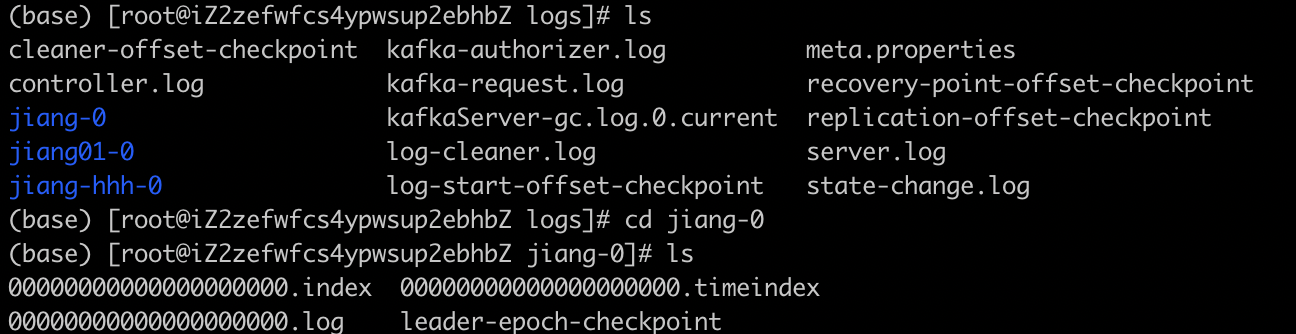 (base) [root@iZ2zefwfcs4ypwsup2ebhbZ logs]# ls
cleaner-offset-checkpoint  kafka-authorizer.log          meta.properties
controller.log             kafka-request.log             recovery-point-offset-checkpoint
jiang-0                    kafkaServer-gc.log.0.current  replication-offset-checkpoint
jiang01-0                  log-cleaner.log               server.log
jiang-hhh-0                log-start-offset-checkpoint   state-change.log
(base) [root@iZ2zefwfcs4ypwsup2ebhbZ logs]# cd jiang-0
(base) [root@iZ2zefwfcs4ypwsup2ebhbZ jiang-0]# ls
00000000000000000000.index  00000000000000000000.timeindex
00000000000000000000.log    leader-epoch-checkpoint